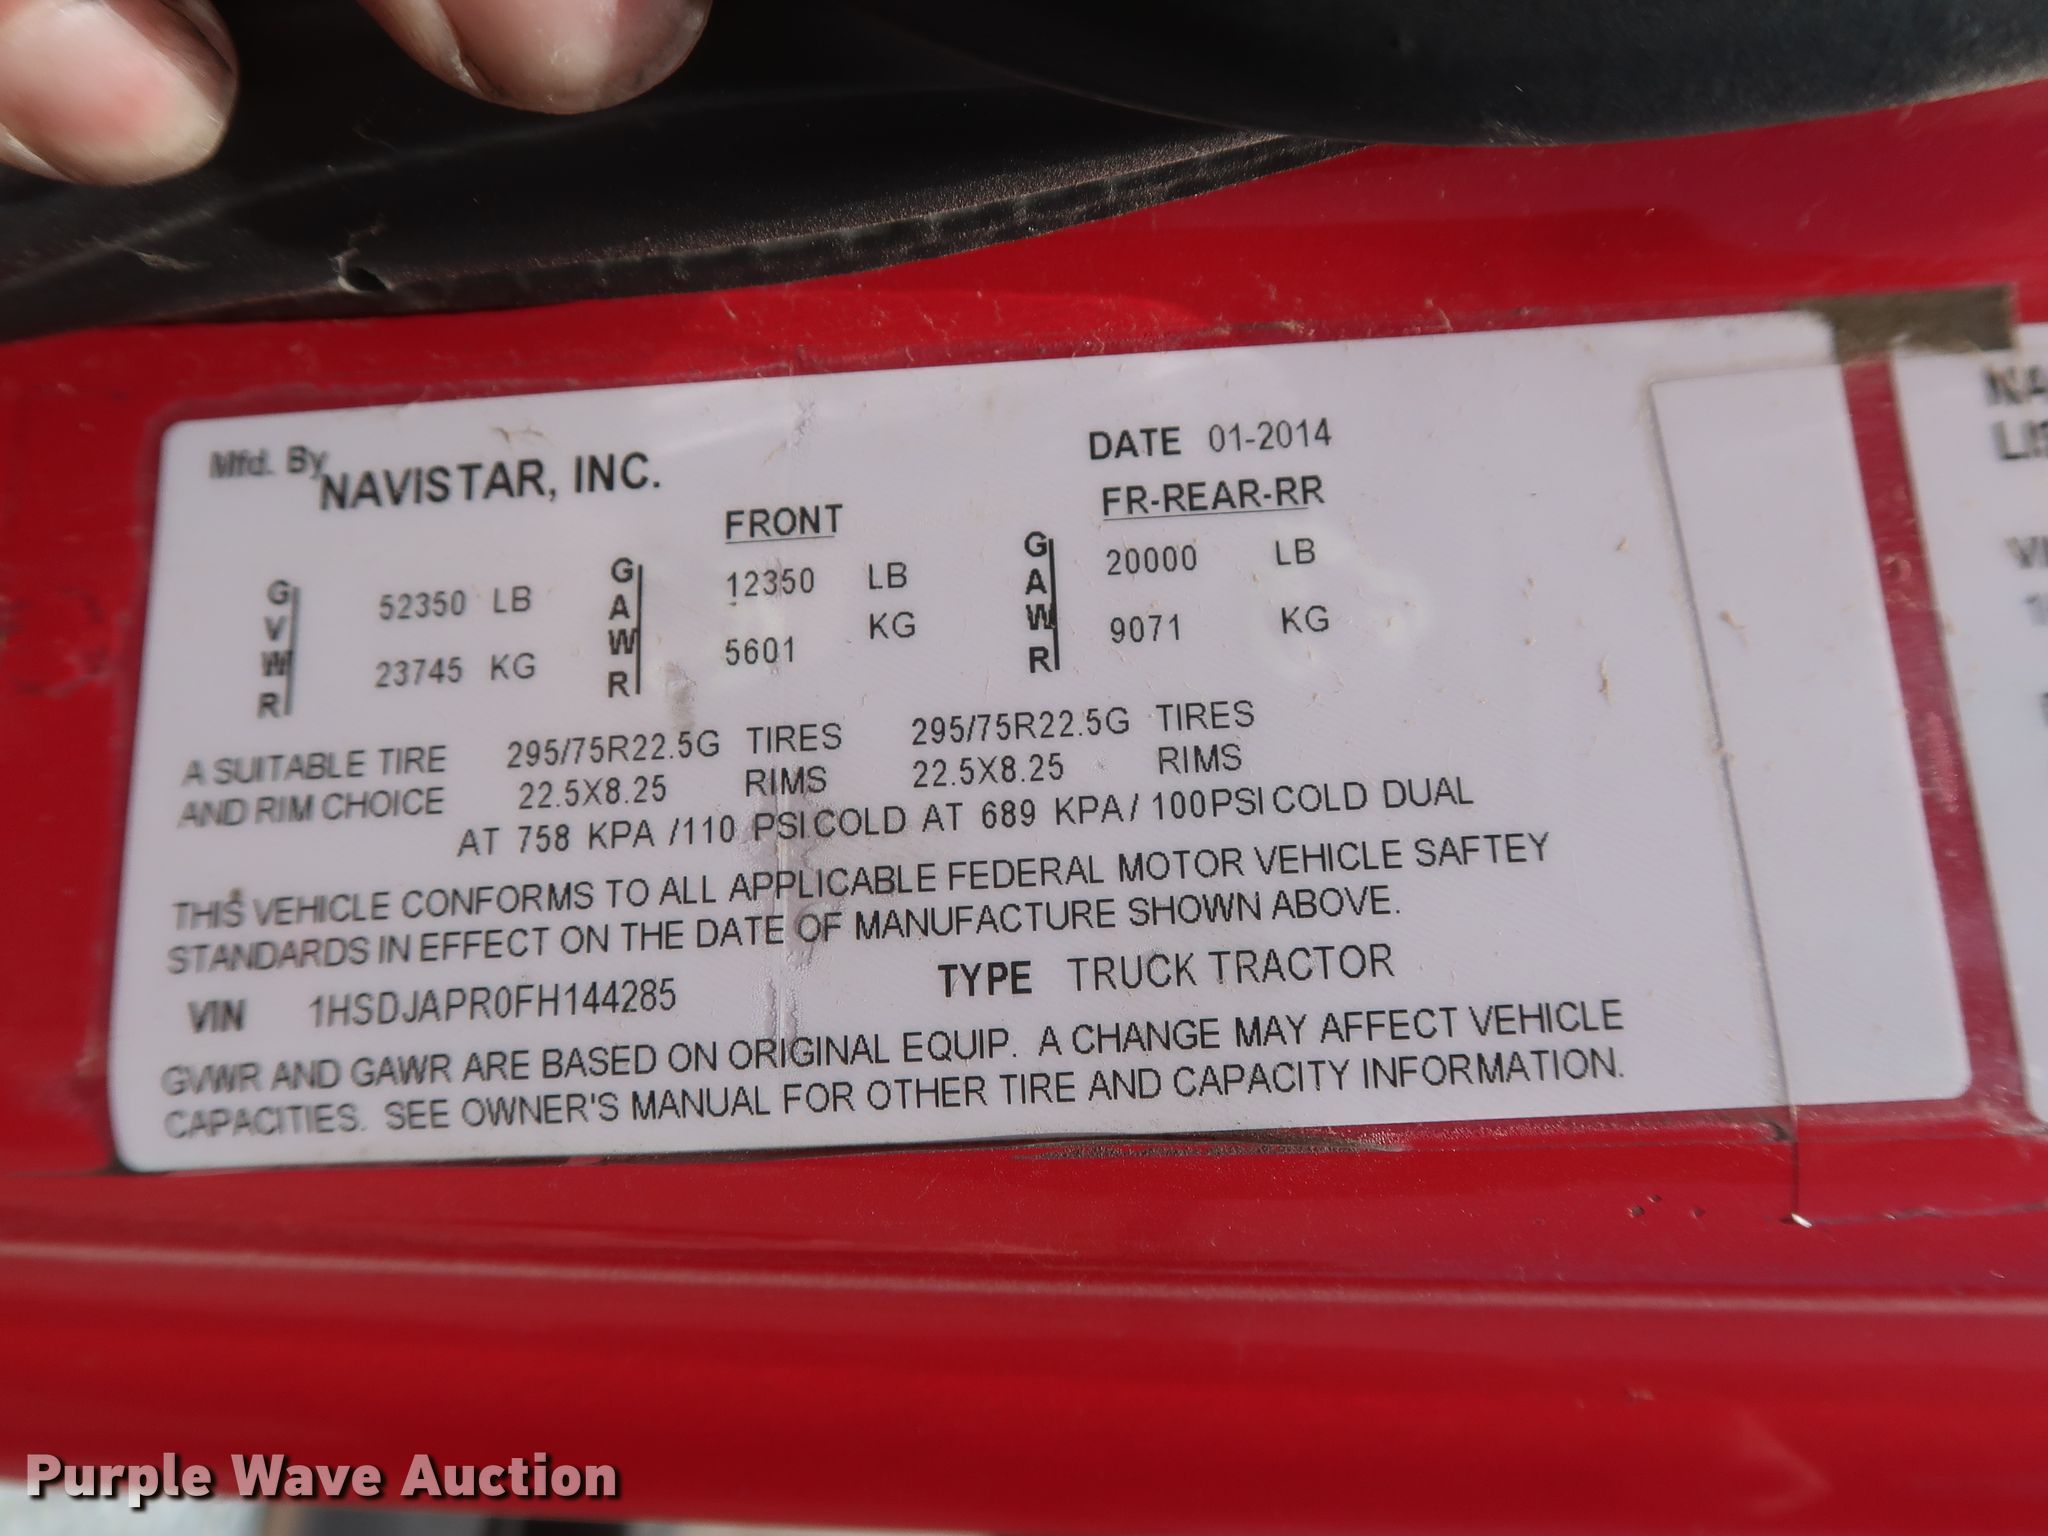 Mfd. By NAVISTAR, INC.
DATE 01-2014
FRONT
FR-REAR-RR
GVWR 52350 LB
23745 KG
GAWR 12350 LB
5601 KG
GAWR 20000 LB
9071 KG
A SUITABLE TIRE 295/75R22.5G TIRES 295/75R22.5G TIRES
AND RIM CHOICE 22.5X8.25 RIMS 22.5X8.25 RIMS
AT 758 KPA /110 PSI COLD AT 689 KPA/ 100 PSI COLD DUAL
THIS VEHICLE CONFORMS TO ALL APPLICABLE FEDERAL MOTOR VEHICLE SAFTEY
STANDARDS IN EFFECT ON THE DATE OF MANUFACTURE SHOWN ABOVE.
VIN 1HSDJAPR0FH144285 TYPE TRUCK TRACTOR
GVWR AND GAWR ARE BASED ON ORIGINAL EQUIP. A CHANGE MAY AFFECT VEHICLE
CAPACITIES. SEE OWNER'S MANUAL FOR OTHER TIRE AND CAPACITY INFORMATION.
Purple Wave Auction